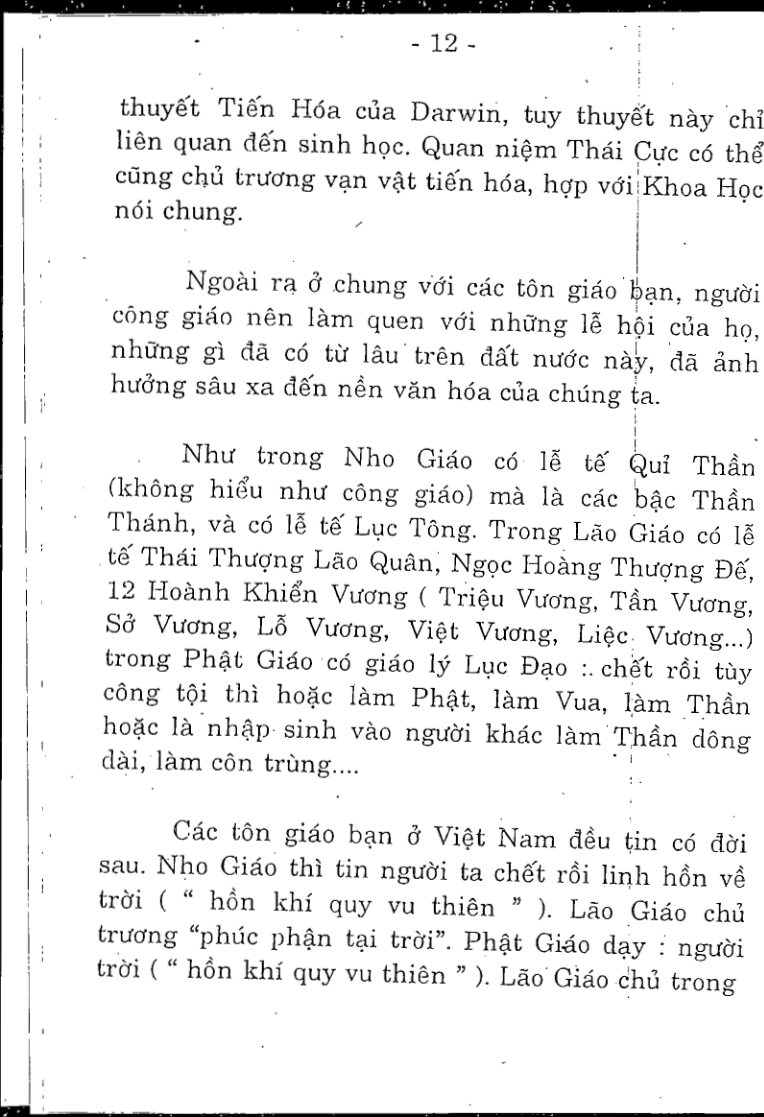 - 12 -
thuyết Tiến Hóa của Darwin, tuy thuyết này chỉ
liên quan đến sinh học. Quan niệm Thái Cực có thể
cũng chủ trương vạn vật tiến hóa, hợp với Khoa Học
nói chung.
Ngoài ra ở chung với các tôn giáo bạn, người
công giáo nên làm quen với những lễ hội của họ,
những gì đã có từ lâu trên đất nước này, đã ảnh
hưởng sâu xa đến nền văn hóa của chúng ta.
Như trong Nho Giáo có lễ tế Quỉ Thần
(không hiểu như công giáo) mà là các bậc Thần
Thánh, và có lễ tế Lục Tông. Trong Lão Giáo có lễ
tế Thái Thượng Lão Quân, Ngọc Hoàng Thượng Đế,
12 Hoành Khiển Vương ( Triệu Vương, Tần Vương,
Sở Vương, Lỗ Vương, Việt Vương, Liệc Vương...)
trong Phật Giáo có giáo lý Lục Đạo : chết rồi tùy
công tội thì hoặc làm Phật, làm Vua, làm Thần
hoặc là nhập sinh vào người khác làm Thần dông
dài, làm côn trùng....
Các tôn giáo bạn ở Việt Nam đều tin có đời
sau. Nho Giáo thì tin người ta chết rồi linh hồn về
trời ( “ hồn khí quy vu thiên ” ). Lão Giáo chủ
trương “phúc phận tại trời”. Phật Giáo dạy : người
trời ( “ hồn khí quy vu thiên ” ). Lão Giáo chủ trong